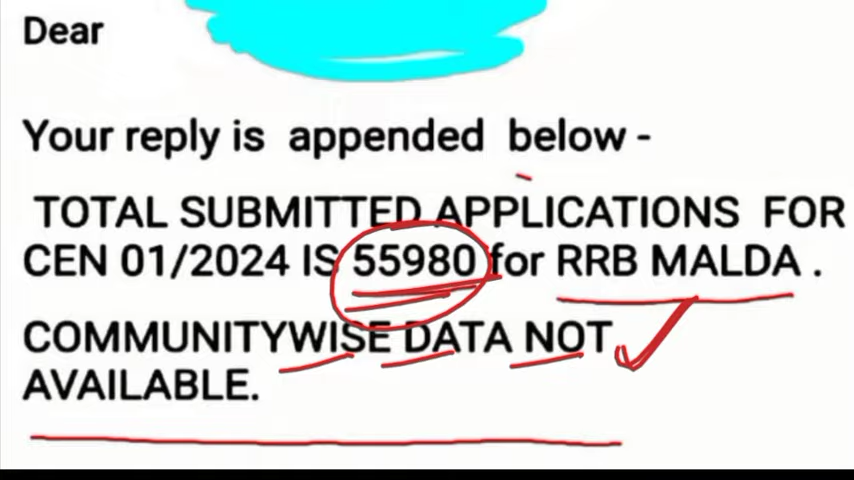 Dear
Your reply is appended below -
TOTAL SUBMITTED APPLICATIONS FOR
CEN 01/2024 IS 55980 for RRB MALDA .
COMMUNITYWISE DATA NOT
AVAILABLE.